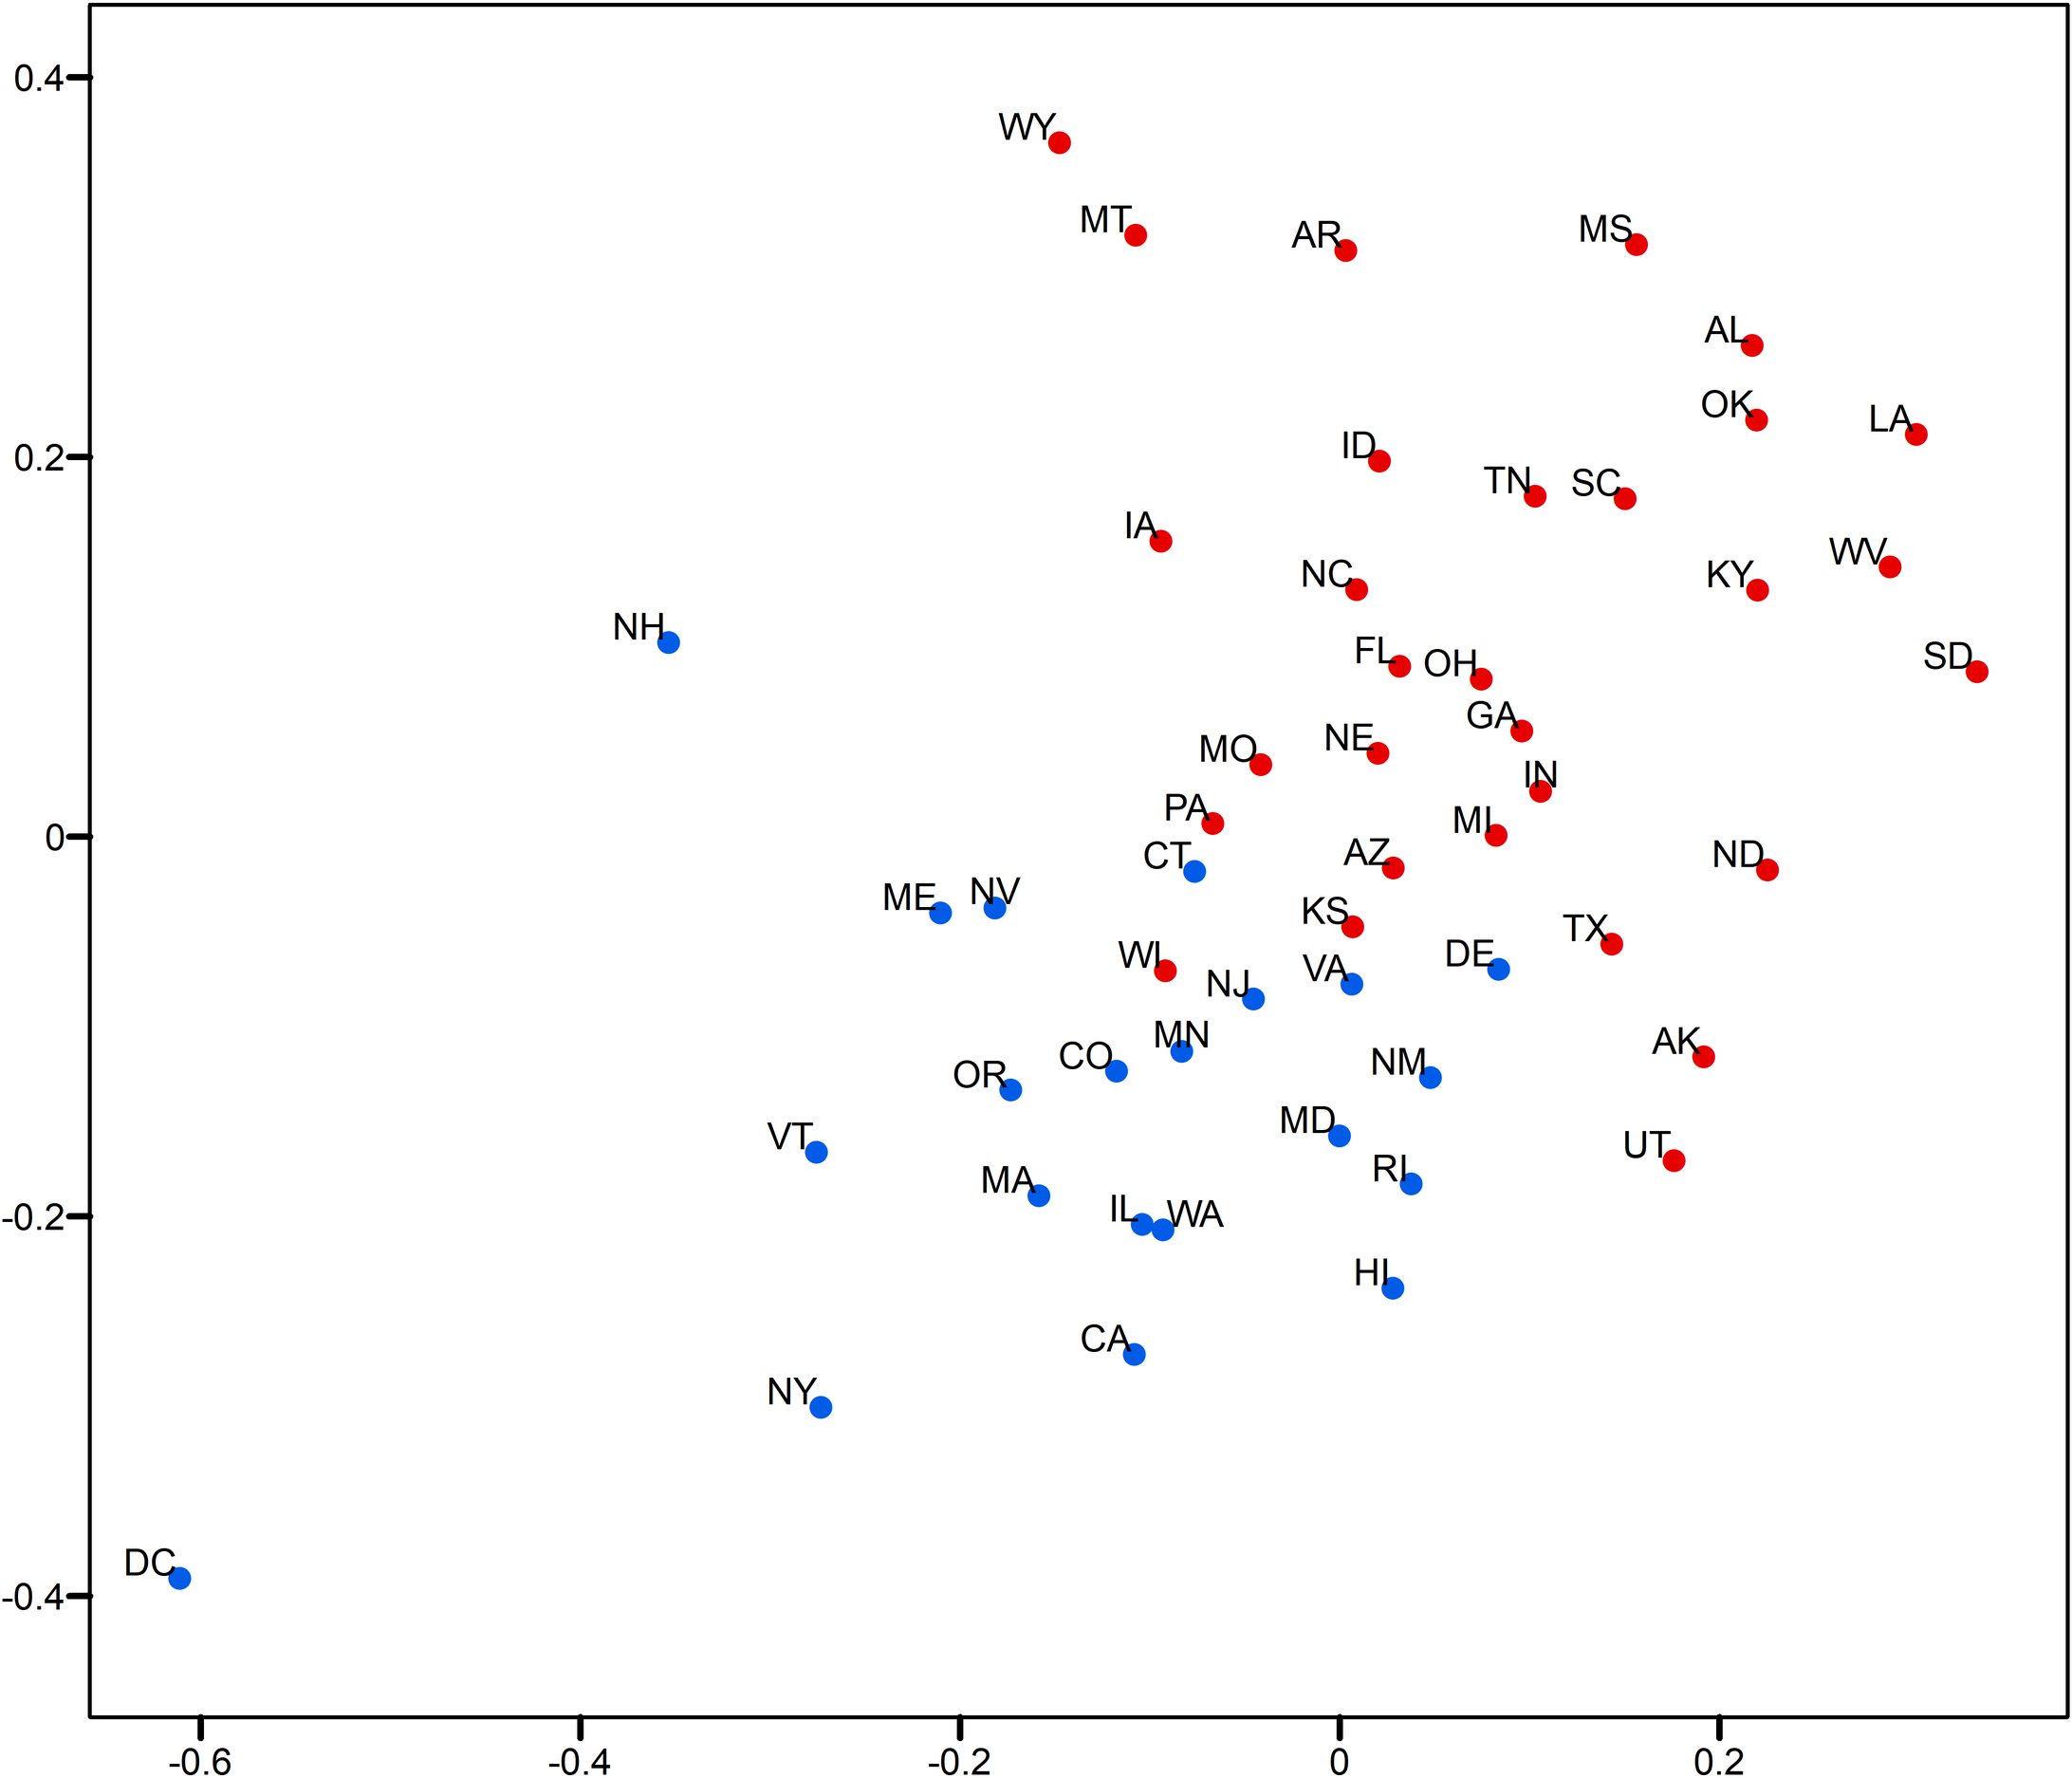 0.4
WY
MT
AR
MS
AL
OK
LA
0.2
ID
TN
SC
IA
NC
WV
KY
NH
FL
OH
SD
GA
NE
MO
IN
PA
MI
0
CT
AZ
ND
ME
NV
KS
TX
WI
VA
DE
NJ
MN
CO
NM
AK
OR
MD
VT
UT
MA
RI
-0.2
IL
WA
HI
CA
NY
DC
-0.4
-0.6
-0.4
-0.2
0
0.2